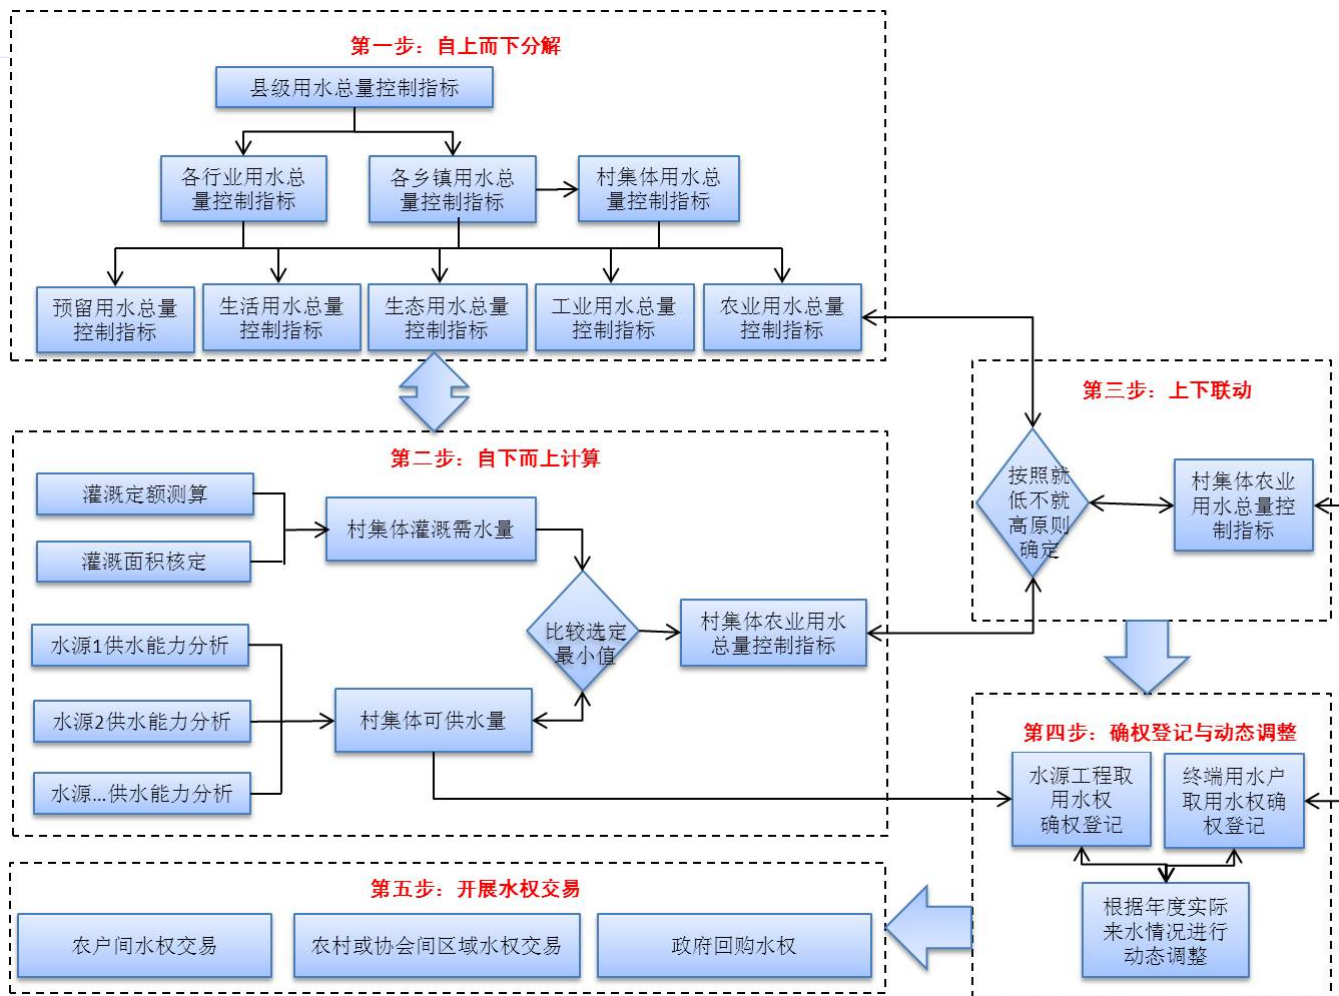 第一步：自上而下分解
县级用水总量控制指标
各行业用水总
量控制指标
各乡镇用水总
量控制指标
村集体用水总
量控制指标
预留用水总量
控制指标
生活用水总量
控制指标
生态用水总量
控制指标
工业用水总量
控制指标
农业用水总量
控制指标
第二步：自下而上计算
灌溉定额测算
灌溉面积核定
村集体灌溉需水量
水源1供水能力分析
水源2供水能力分析
水源...供水能力分析
村集体可供水量
比较选定
最小值
村集体农业用水
总量控制指标
第三步：上下联动
按照就
低不就
高原则
确定
村集体农业
用水总量控
制指标
第四步：确权登记与动态调整
水源工程取
用水权
确权登记
终端用水户
取用水权确
权登记
根据年度实际
来水情况进行
动态调整
第五步：开展水权交易
农户间水权交易
农村或协会间区域水权交易
政府回购水权